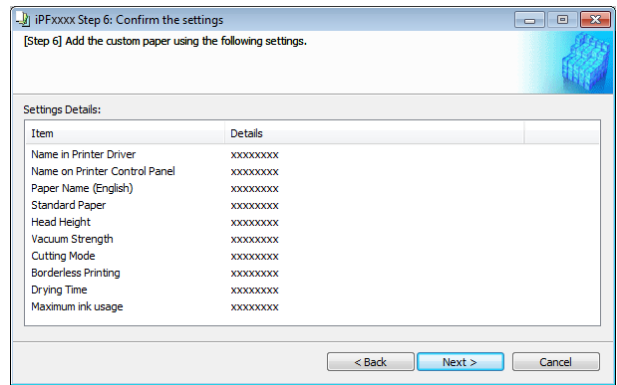 iPFxxxx Step 6: Confirm the settings
[Step 6] Add the custom paper using the following settings.
Settings Details:
Item Details
Name in Printer Driver xxxxxxxx
Name on Printer Control Panel xxxxxxxx
Paper Name (English) xxxxxxxx
Standard Paper xxxxxxxx
Head Height xxxxxxxx
Vacuum Strength xxxxxxxx
Cutting Mode xxxxxxxx
Borderless Printing xxxxxxxx
Drying Time xxxxxxxx
Maximum ink usage xxxxxxxx
< Back Next > Cancel